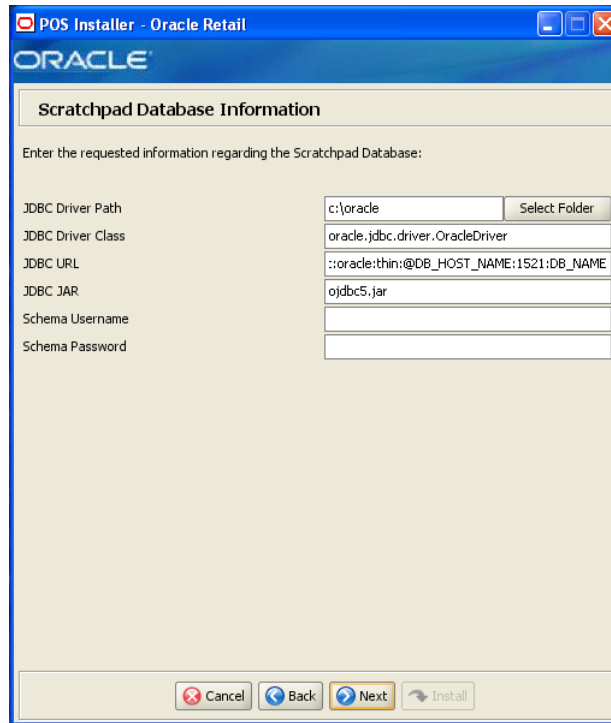 POS Installer - Oracle Retail
ORACLE
Scratchpad Database Information
Enter the requested information regarding the Scratchpad Database:
JDBC Driver Path c:\oracle Select Folder
JDBC Driver Class oracle.jdbc.driver.OracleDriver
JDBC URL ::oracle:thin:@DB_HOST_NAME:1521:DB_NAME
JDBC JAR ojdbc5.jar
Schema Username
Schema Password
Cancel Back Next Install